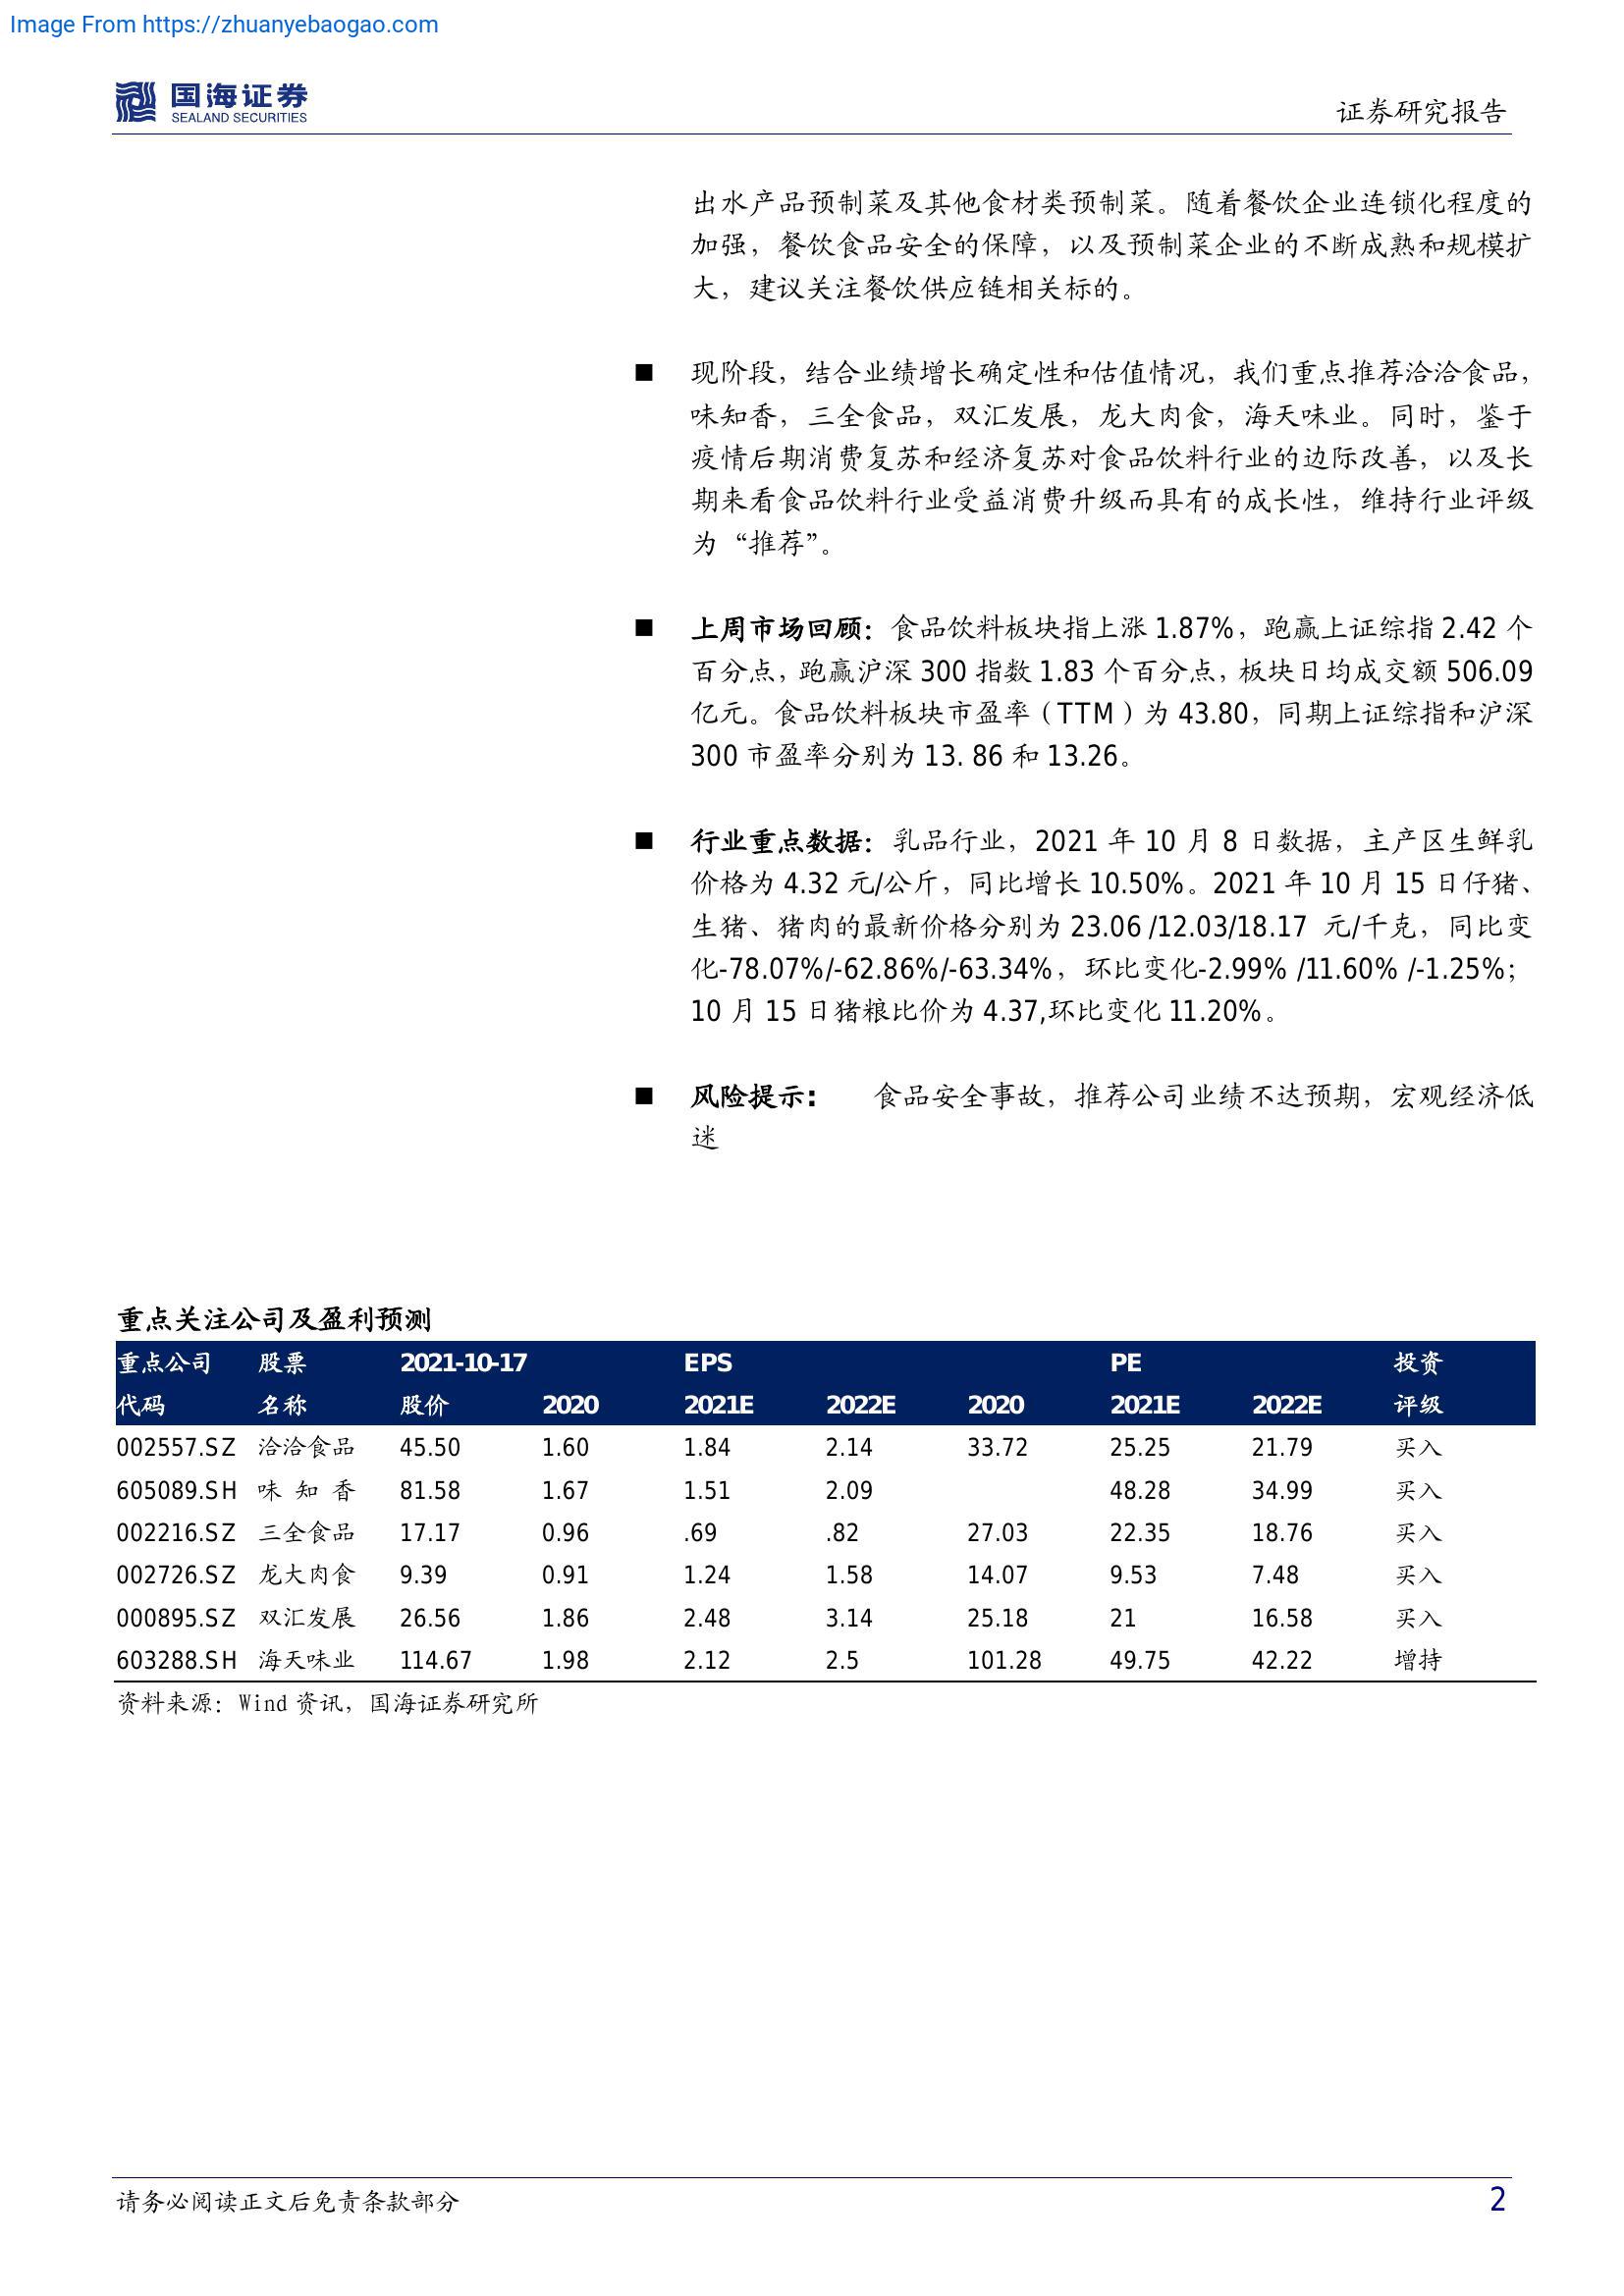 Image From https://zhuanyebaogao.com
国海证券
SEALAND SECURITIES
证券研究报告
出水产品预制菜及其他食材类预制菜。随着餐饮企业连锁化程度的
加强，餐饮食品安全的保障，以及预制菜企业的不断成熟和规模扩
大，建议关注餐饮供应链相关标的。
■ 现阶段，结合业绩增长确定性和估值情况，我们重点推荐洽洽食品，
味知香，三全食品，双汇发展，龙大肉食，海天味业。同时，鉴于
疫情后期消费复苏和经济复苏对食品饮料行业的边际改善，以及长
期来看食品饮料行业受益消费升级而具有的成长性，维持行业评级
为“推荐”。
■ 上周市场回顾：食品饮料板块指上涨 1.87%，跑赢上证综指 2.42 个
百分点，跑赢沪深 300 指数 1.83 个百分点，板块日均成交额 506.09
亿元。食品饮料板块市盈率（TTM）为 43.80，同期上证综指和沪深
300 市盈率分别为 13. 86 和 13.26。
■ 行业重点数据：乳品行业，2021 年 10 月 8 日数据，主产区生鲜乳
价格为 4.32 元/公斤，同比增长 10.50%。2021 年 10 月 15 日仔猪、
生猪、猪肉的最新价格分别为 23.06 /12.03/18.17 元/千克，同比变
化-78.07%/-62.86%/-63.34%，环比变化-2.99% /11.60% /-1.25%；
10 月 15 日猪粮比价为 4.37,环比变化 11.20%。
■ 风险提示： 食品安全事故，推荐公司业绩不达预期，宏观经济低
迷
重点关注公司及盈利预测
重点公司 股票 2021-10-17 EPS PE 投资
代码 名称 股价 2020 2021E 2022E 2020 2021E 2022E 评级
002557.SZ 洽洽食品 45.50 1.60 1.84 2.14 33.72 25.25 21.79 买入
605089.SH 味知香 81.58 1.67 1.51 2.09 48.28 34.99 买入
002216.SZ 三全食品 17.17 0.96 .69 .82 27.03 22.35 18.76 买入
002726.SZ 龙大肉食 9.39 0.91 1.24 1.58 14.07 9.53 7.48 买入
000895.SZ 双汇发展 26.56 1.86 2.48 3.14 25.18 21 16.58 买入
603288.SH 海天味业 114.67 1.98 2.12 2.5 101.28 49.75 42.22 增持
资料来源：Wind 资讯，国海证券研究所
请务必阅读正文后免责条款部分
2